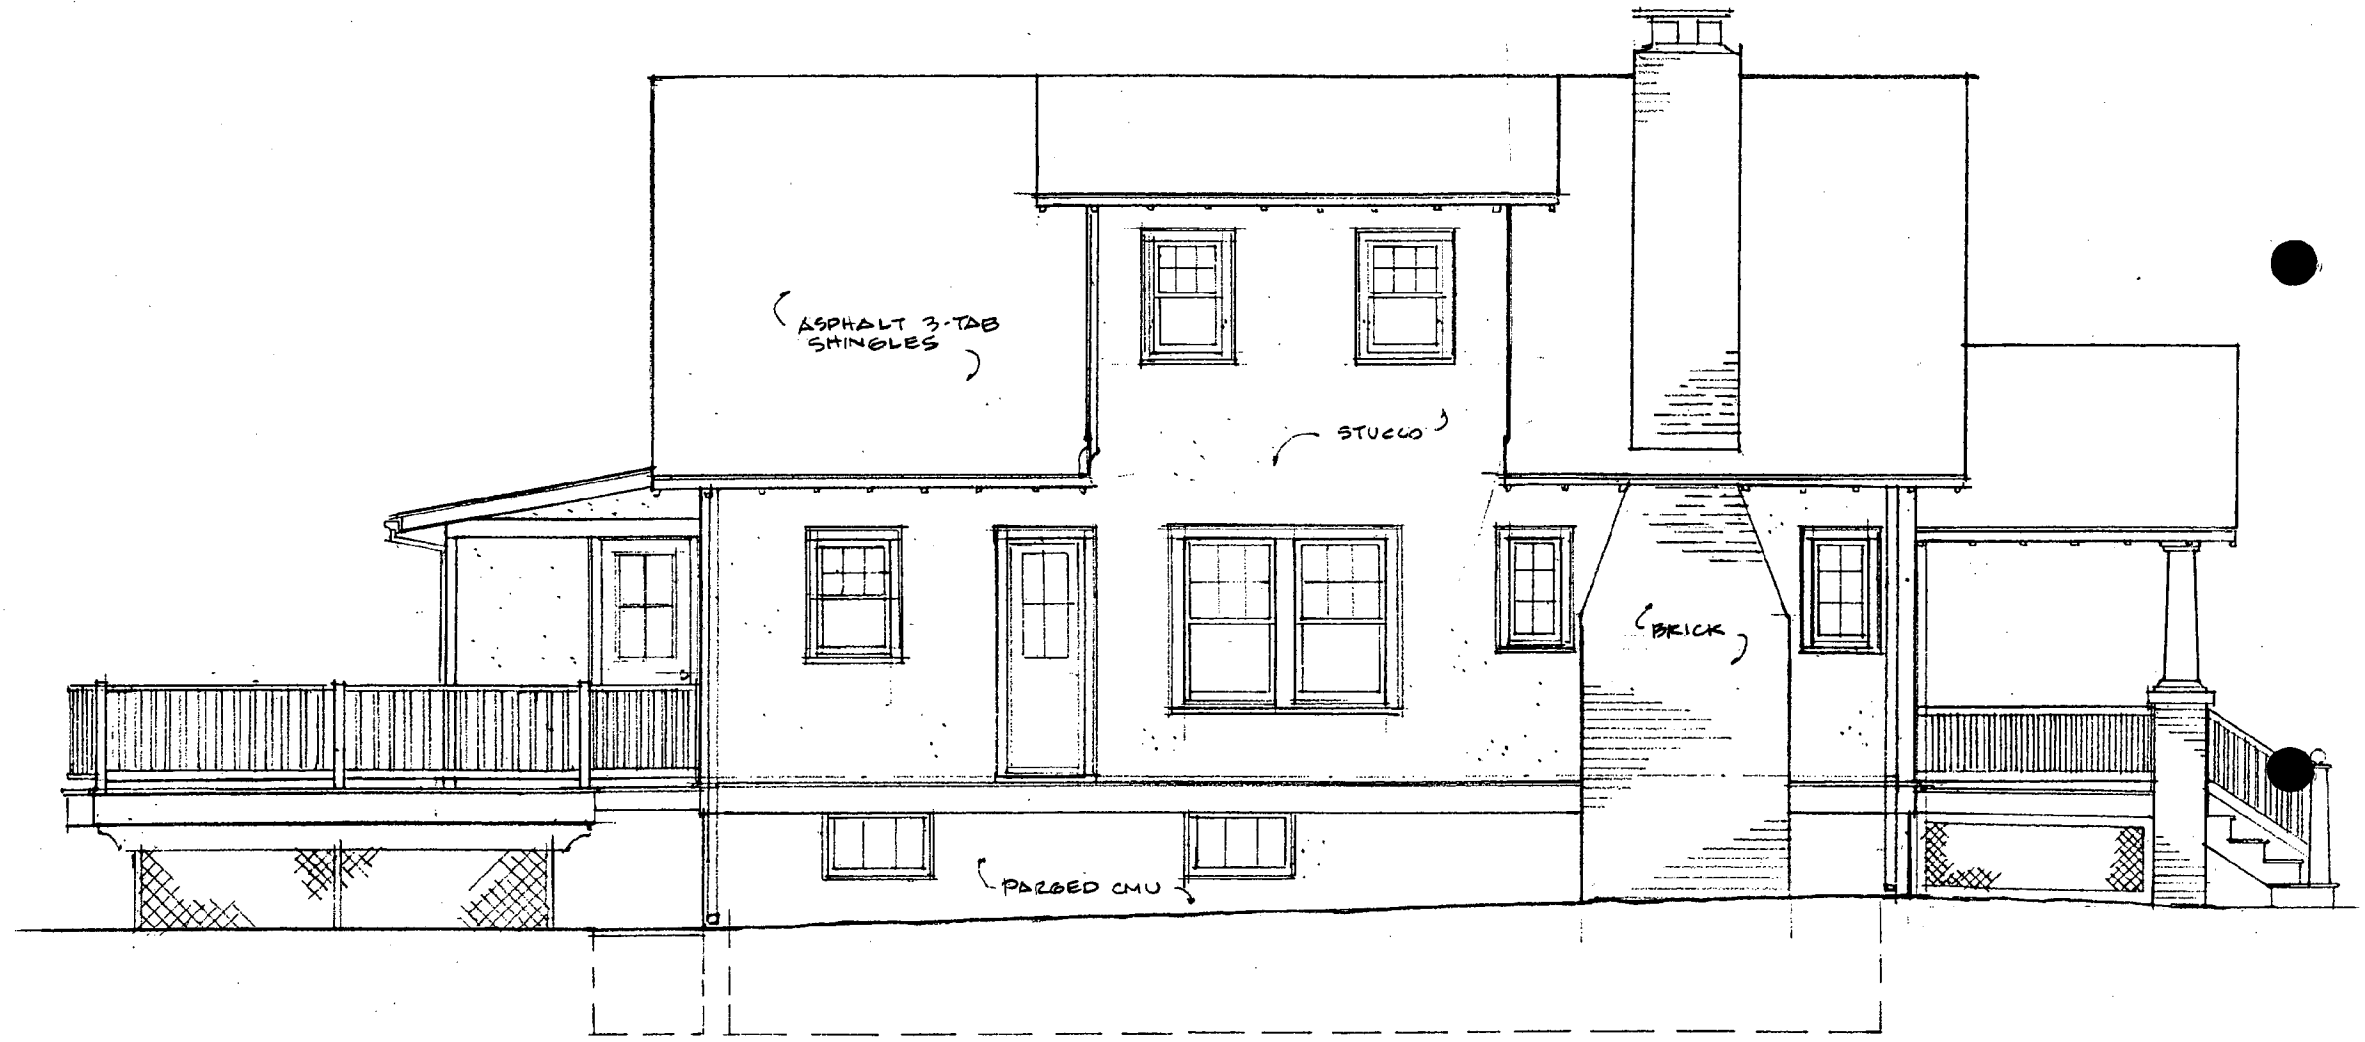 ASPHALT 3-TAB
SHINGLES
STUCCO
BRICK
PARGED CMU